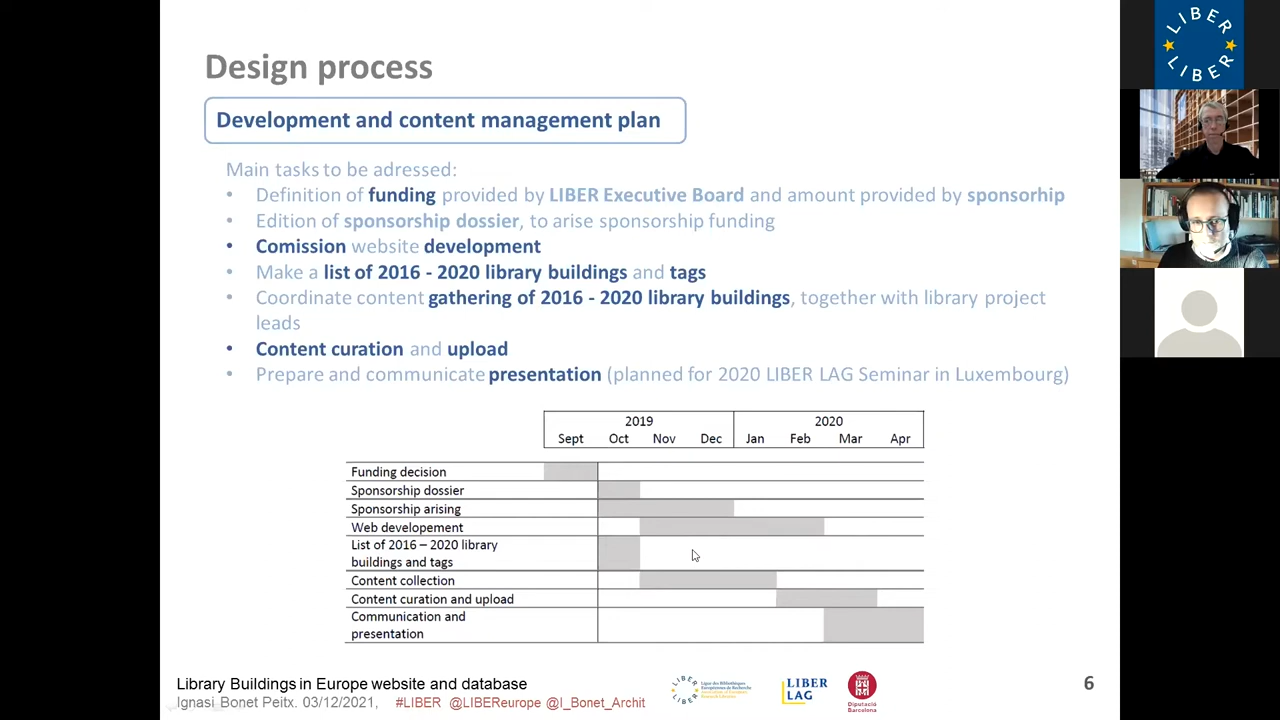 Design process
Development and content management plan
Main tasks to be adressed:
• Definition of funding provided by LIBER Executive Board and amount provided by sponsorhip
• Edition of sponsorship dossier, to arise sponsorship funding
• Comission website development
• Make a list of 2016 - 2020 library buildings and tags
• Coordinate content gathering of 2016 - 2020 library buildings, together with library project
leads
• Content curation and upload
• Prepare and communicate presentation (planned for 2020 LIBER LAG Seminar in Luxembourg)
2019 2020
Sept Oct Nov Dec Jan Feb Mar Apr
Funding decision
Sponsorship dossier
Sponsorship arising
Web developement
List of 2016 – 2020 library
buildings and tags
Content collection
Content curation and upload
Communication and
presentation
Library Buildings in Europe website and database
Ignasi Bonet Peitx. 03/12/2021, #LIBER @LIBEReurope @I_Bonet_Archit
LIBER
LIBER
LIBER
LAG
Diputació
Barcelona
6
LIBER
LIBER